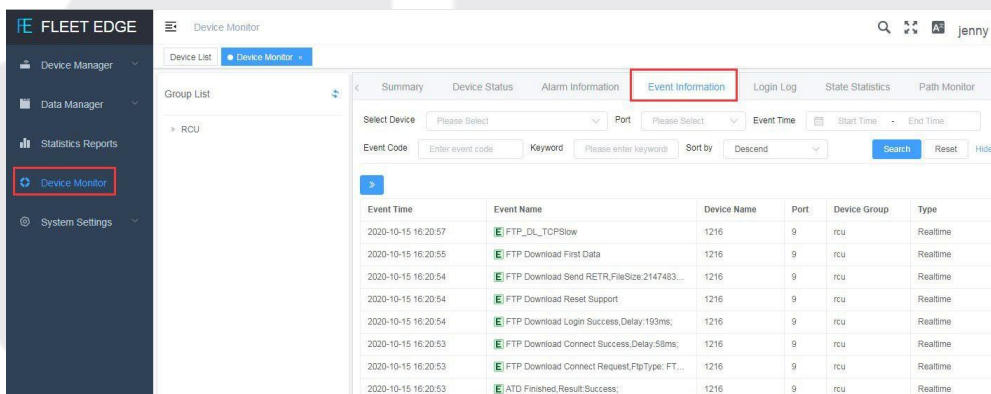 FE FLEET EDGE
Device Monitor
jenny
Device List
Device Monitor ×
Device Manager
Data Manager
Statistics Reports
Device Monitor
System Settings
Group List
RCU
Summary Device Status Alarm Information Event Information Login Log State Statistics Path Monitor
Select Device Please Select Port Please Select Event Time Start Time - End Time
Event Code Enter event code Keyword Please enter keywords Sort by Descend Search Reset Hide
Event Time Event Name Device Name Port Device Group Type
2020-10-15 16:20:57 E FTP_DL_TCPSlow 1216 9 rcu Realtime
2020-10-15 16:20:55 E FTP Download First Data 1216 9 rcu Realtime
2020-10-15 16:20:54 E FTP Download Send RETR,FileSize:2147483... 1216 9 rcu Realtime
2020-10-15 16:20:54 E FTP Download Reset Support 1216 9 rcu Realtime
2020-10-15 16:20:54 E FTP Download Login Success,Delay:193ms; 1216 9 rcu Realtime
2020-10-15 16:20:53 E FTP Download Connect Success,Delay:58ms; 1216 9 rcu Realtime
2020-10-15 16:20:53 E FTP Download Connect Request,FtpType: FT... 1216 9 rcu Realtime
2020-10-15 16:20:53 E ATD Finished,Result:Success; 1216 9 rcu Realtime